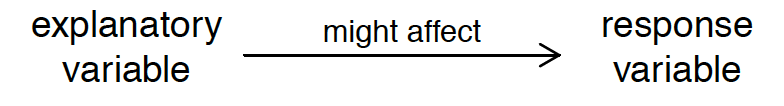 explanatory
variable
might affect
response
variable